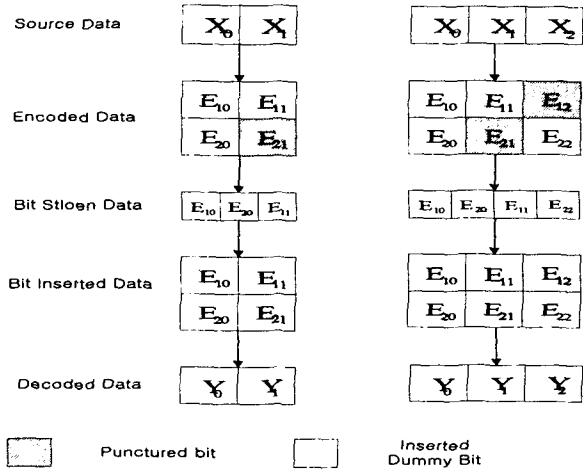 Source Data X₀ X₁ X₀ X₁ X₂
E₁₀ E₁₁ E₁₀ E₁₁ E₁₂
Encoded Data
E₂₀ E₂₁ E₂₀ E₂₁ E₂₂
Bit Stloen Data E₁₀ E₂₀ E₁₁ E₁₀ E₂₀ E₁₁ E₂₂
E₁₀ E₁₁ E₁₀ E₁₁ E₁₂
Bit Inserted Data
E₂₀ E₂₁ E₂₀ E₂₁ E₂₂
Decoded Data Y₀ Y₁ Y₀ Y₁ Y₂
Punctured bit
Inserted
Dummy Bit